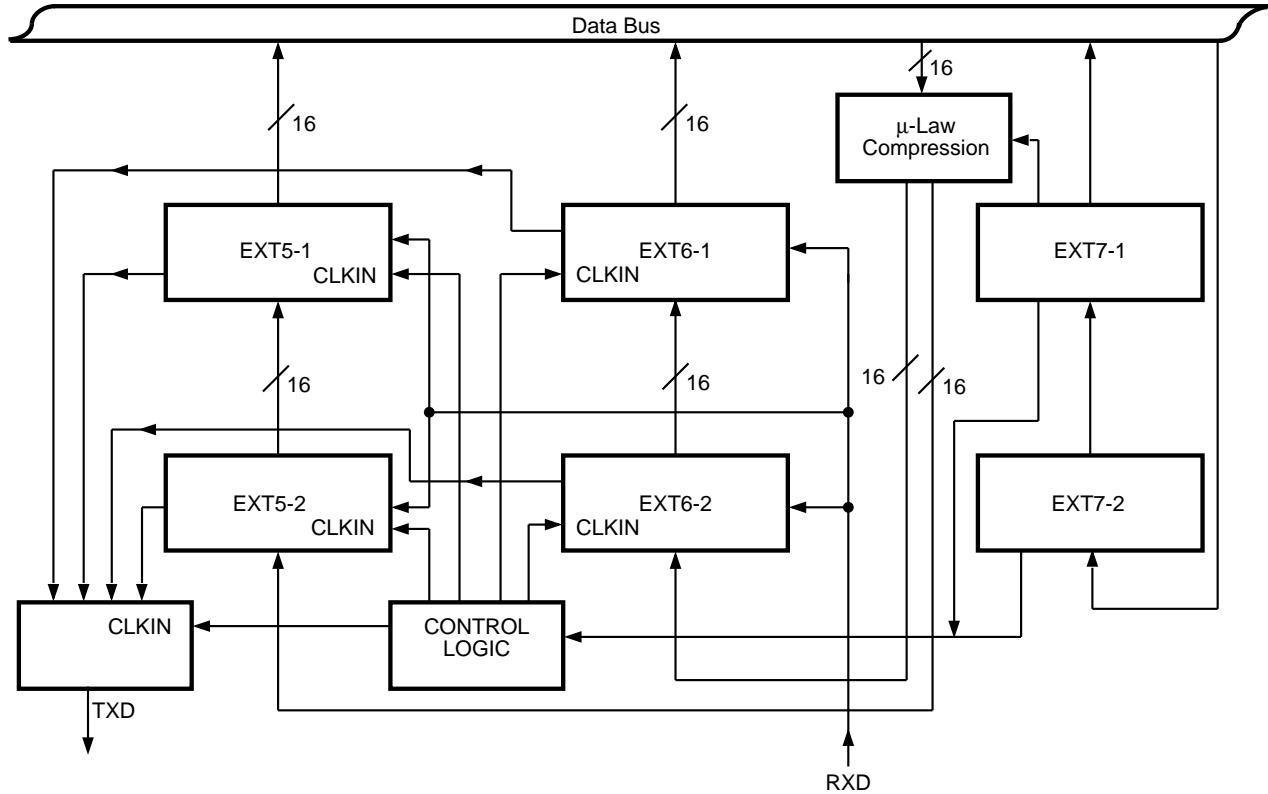 Data Bus
16
16
16
μ-Law
Compression
EXT5-1
CLKIN
EXT6-1
CLKIN
EXT7-1
16
16
16
16
EXT5-2
CLKIN
EXT6-2
CLKIN
EXT7-2
CLKIN
CONTROL
LOGIC
TXD
RXD